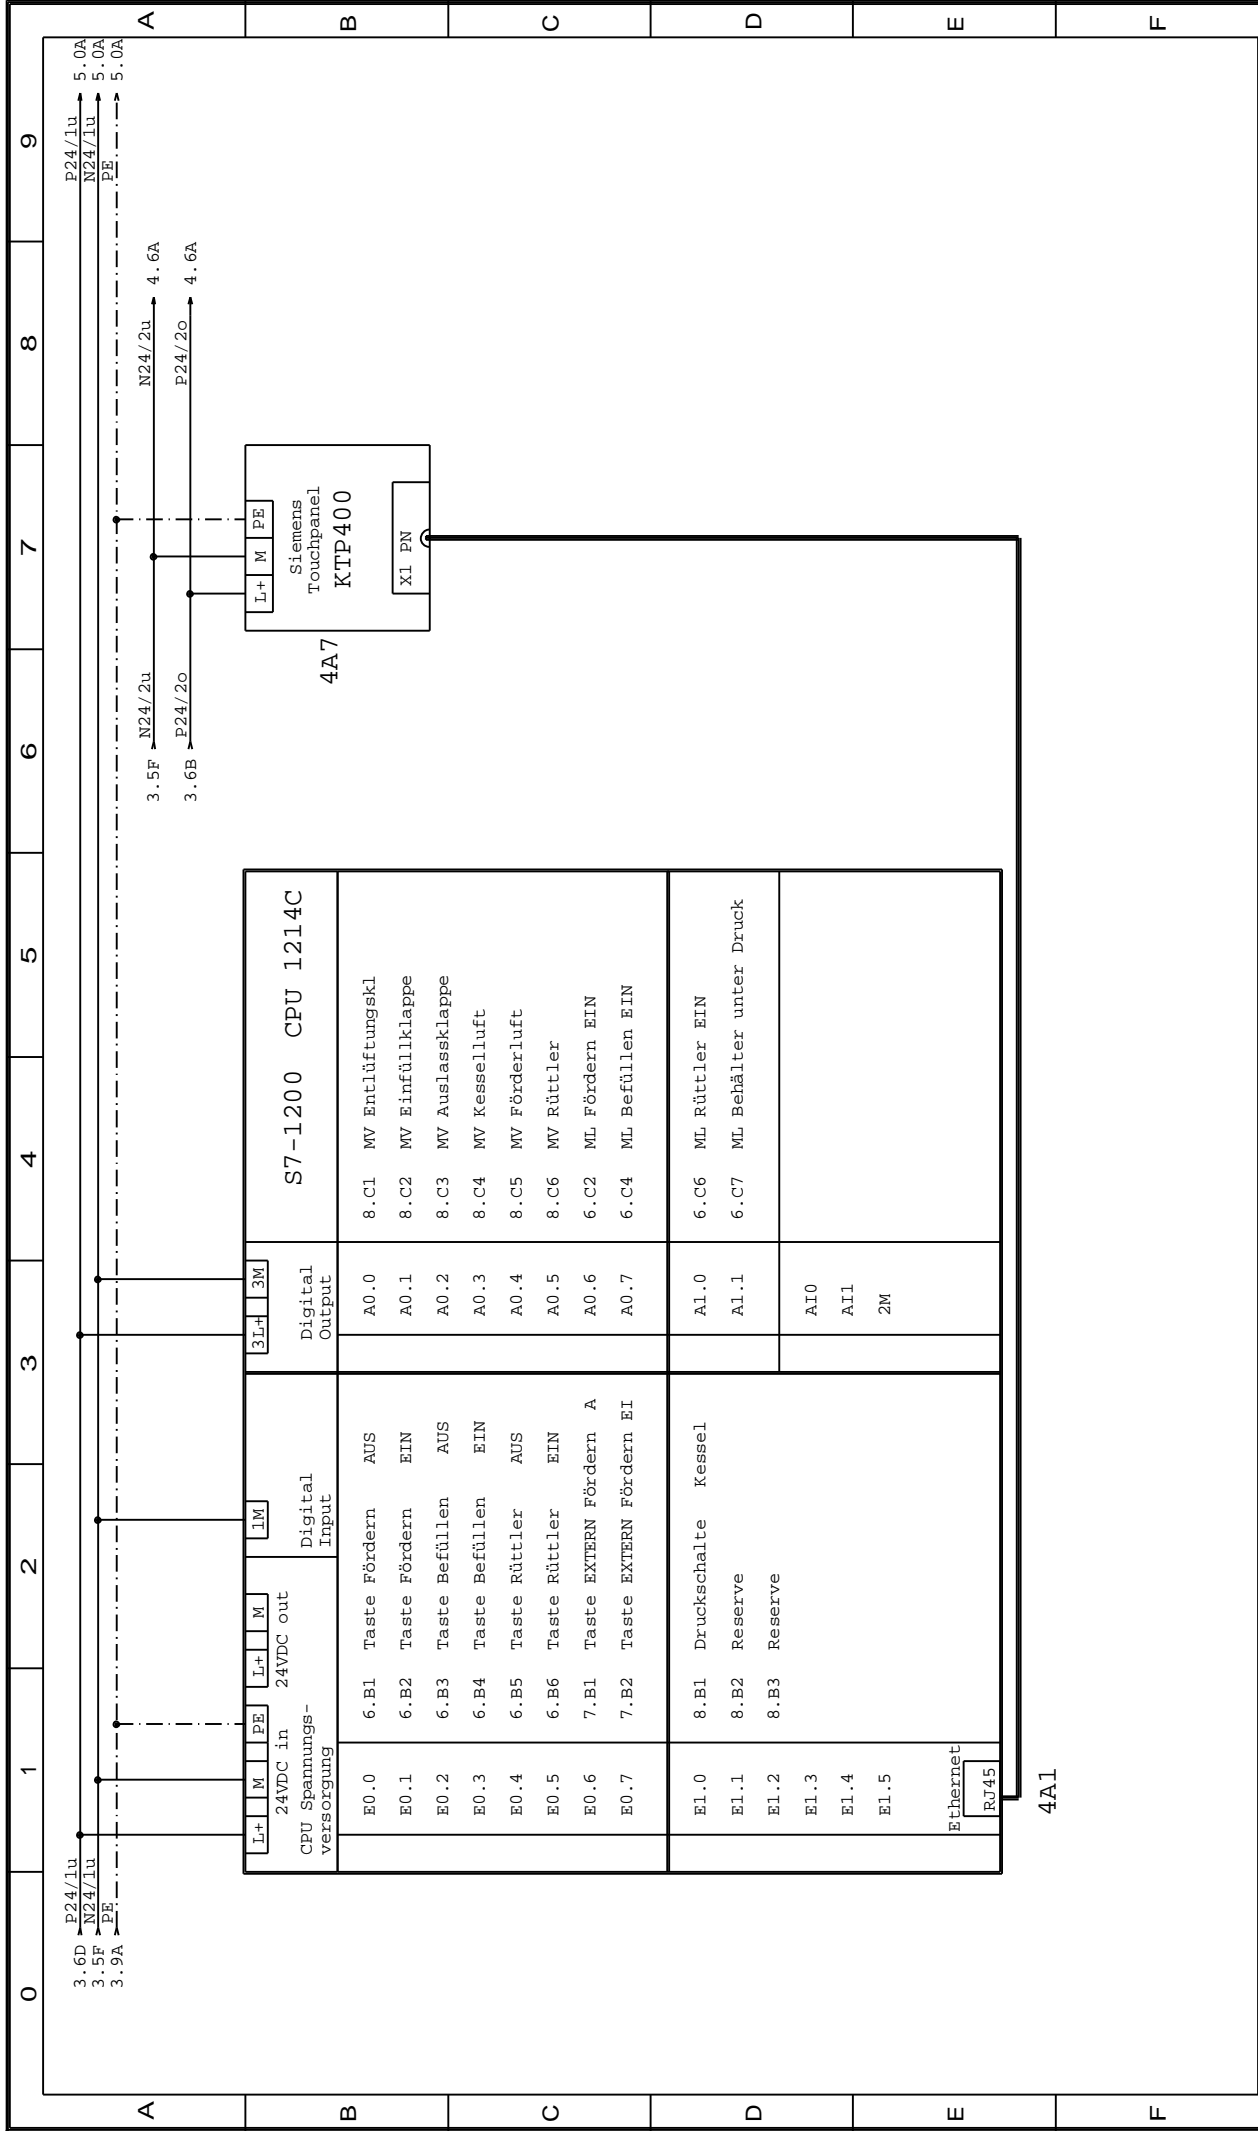 0 1 2 3 4 5 6 7 8 9
A A
B B
C C
D D
E E
F F
3.6D P24/1u P24/1u 5.0A
3.5F N24/1u N24/1u 5.0A
3.9A PE PE 5.0A
3.5F N24/2u N24/2u 4.6A
3.6B P24/2o P24/2o 4.6A
L+ M PE L+ M 1M 3L+ 3M
24VDC in 24VDC out
CPU Spannungs-
versorgung
Digital
Input
Digital
Output
S7-1200 CPU 1214C
E0.0 6.B1 Taste Fördern AUS
E0.1 6.B2 Taste Fördern EIN
E0.2 6.B3 Taste Befüllen AUS
E0.3 6.B4 Taste Befüllen EIN
E0.4 6.B5 Taste Rüttler AUS
E0.5 6.B6 Taste Rüttler EIN
E0.6 7.B1 Taste EXTERN Fördern A
E0.7 7.B2 Taste EXTERN Fördern EI
E1.0 8.B1 Druckschalte Kessel
E1.1 8.B2 Reserve
E1.2 8.B3 Reserve
E1.3
E1.4
E1.5
Ethernet
RJ45
4A1
A0.0 8.C1 MV Entlüftungskl
A0.1 8.C2 MV Einfüllklappe
A0.2 8.C3 MV Auslassklappe
A0.3 8.C4 MV Kesselluft
A0.4 8.C5 MV Förderluft
A0.5 8.C6 MV Rüttler
A0.6 6.C2 ML Fördern EIN
A0.7 6.C4 ML Befüllen EIN
A1.0 6.C6 ML Rüttler EIN
A1.1 6.C7 ML Behälter unter Druck
AI0
AI1
2M
L+ M PE
Siemens
Touchpanel
KTP400
X1 PN
4A7